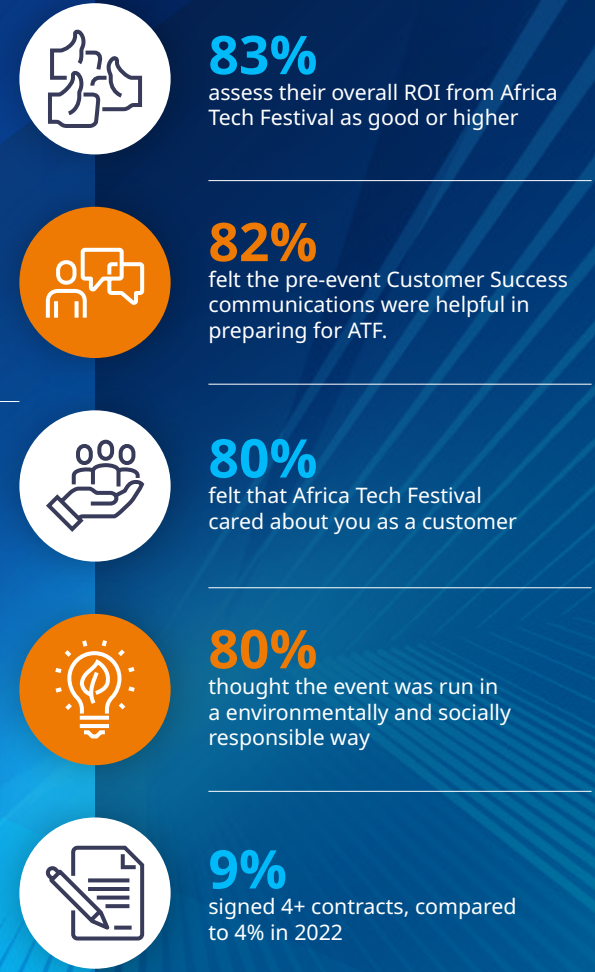 83%
assess their overall ROI from Africa
Tech Festival as good or higher
82%
felt the pre-event Customer Success
communications were helpful in
preparing for ATF.
80%
felt that Africa Tech Festival
cared about you as a customer
80%
thought the event was run in
a environmentally and socially
responsible way
9%
signed 4+ contracts, compared
to 4% in 2022